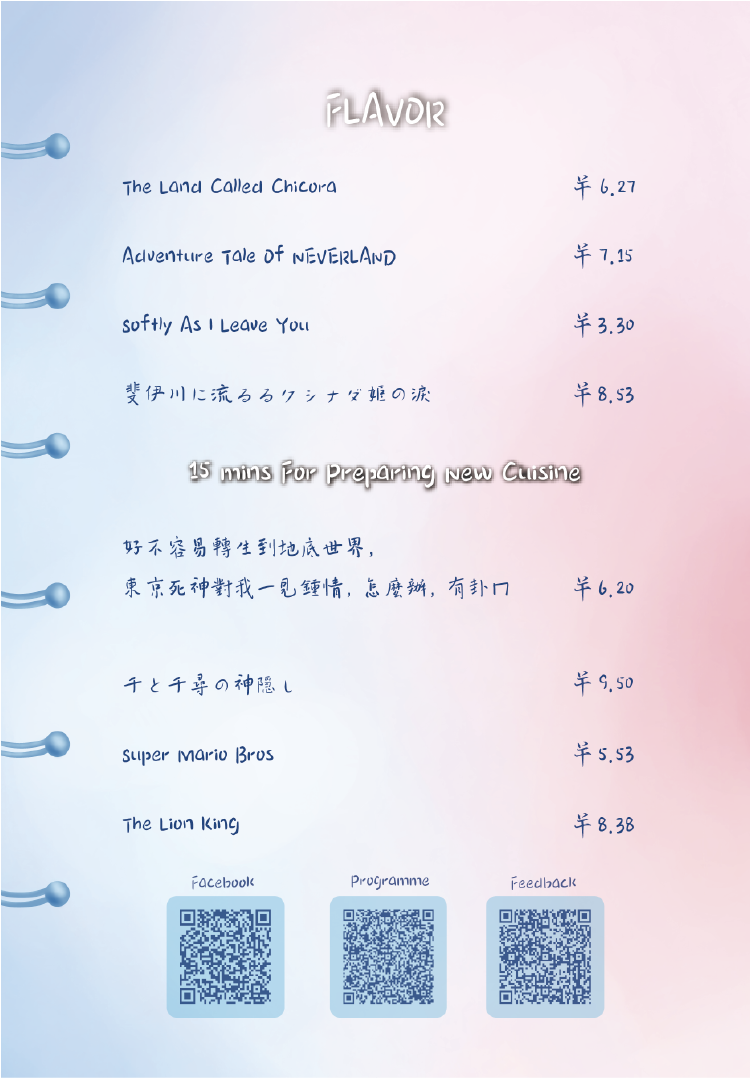 FLAVOR
The Land Called Chicora 羊 6.27
Adventure Tale Of NEVERLAND 羊 7.15
Softly As I Leave You 羊 3.30
斐伊川に流るるクシナダ姫の淚 羊 8.53
15 mins For Preparing New Cuisine
好不容易轉生到地底世界,
東京死神對我一見鍾情, 怎麼辦, 有卦冂 羊 6.20
千と千尋の神隠し 羊 9.50
Super Mario Bros 羊 5.53
The Lion King 羊 8.38
Facebook Programme Feedback